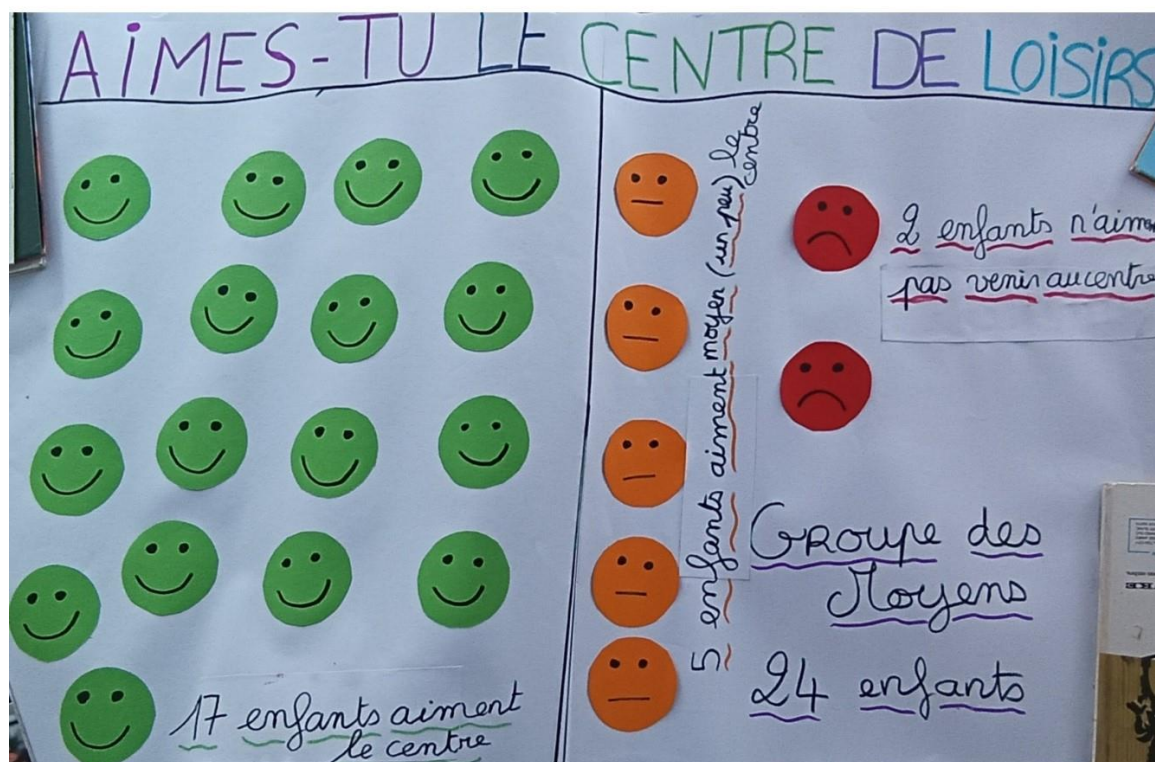 AiMES-TU LE CENTRE DE LOiSiRS
17 enfants aiment
le centre
5 enfants aiment moyen (un peu) le
centre
2 enfants n'aim
pas venir au centre
GRoupe des
Moyens
24 enfants